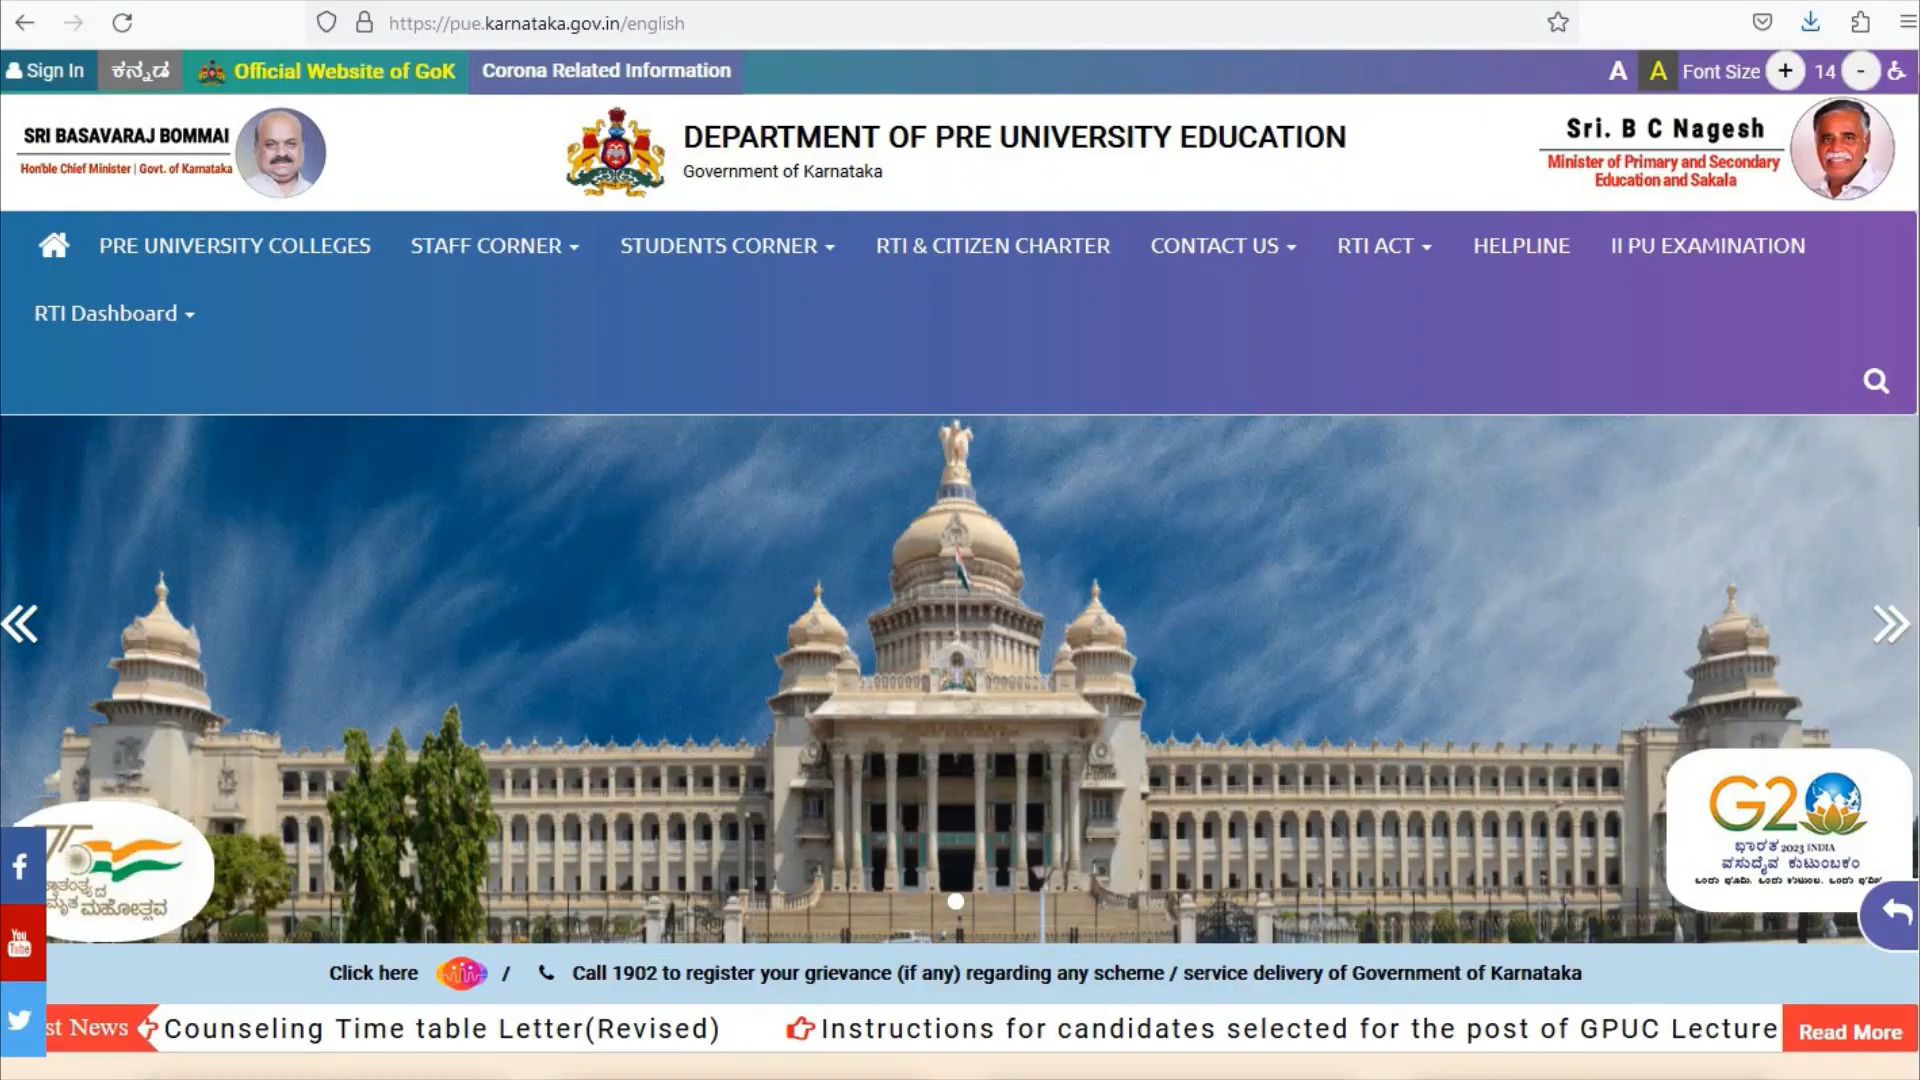 https://pue.karnataka.gov.in/english
Sign In
ಕನ್ನಡ
Official Website of GoK
Corona Related Information
A
A
Font Size
+
14
-
SRI BASAVARAJ BOMMAI
Hon'ble Chief Minister | Govt. of Karnataka
DEPARTMENT OF PRE UNIVERSITY EDUCATION
Government of Karnataka
Sri. B C Nagesh
Minister of Primary and Secondary
Education and Sakala
PRE UNIVERSITY COLLEGES
STAFF CORNER
STUDENTS CORNER
RTI & CITIZEN CHARTER
CONTACT US
RTI ACT
HELPLINE
II PU EXAMINATION
RTI Dashboard
75
ಮಹೋತ್ಸವ
G20
ಭಾರತ 2023 INDIA
ವಸುಧೈವ ಕುಟುಂಬಕಂ
f
You
Tube
Click here / Call 1902 to register your grievance (if any) regarding any scheme / service delivery of Government of Karnataka
st News
Counseling Time table Letter(Revised)
Instructions for candidates selected for the post of GPUC Lecture
Read More